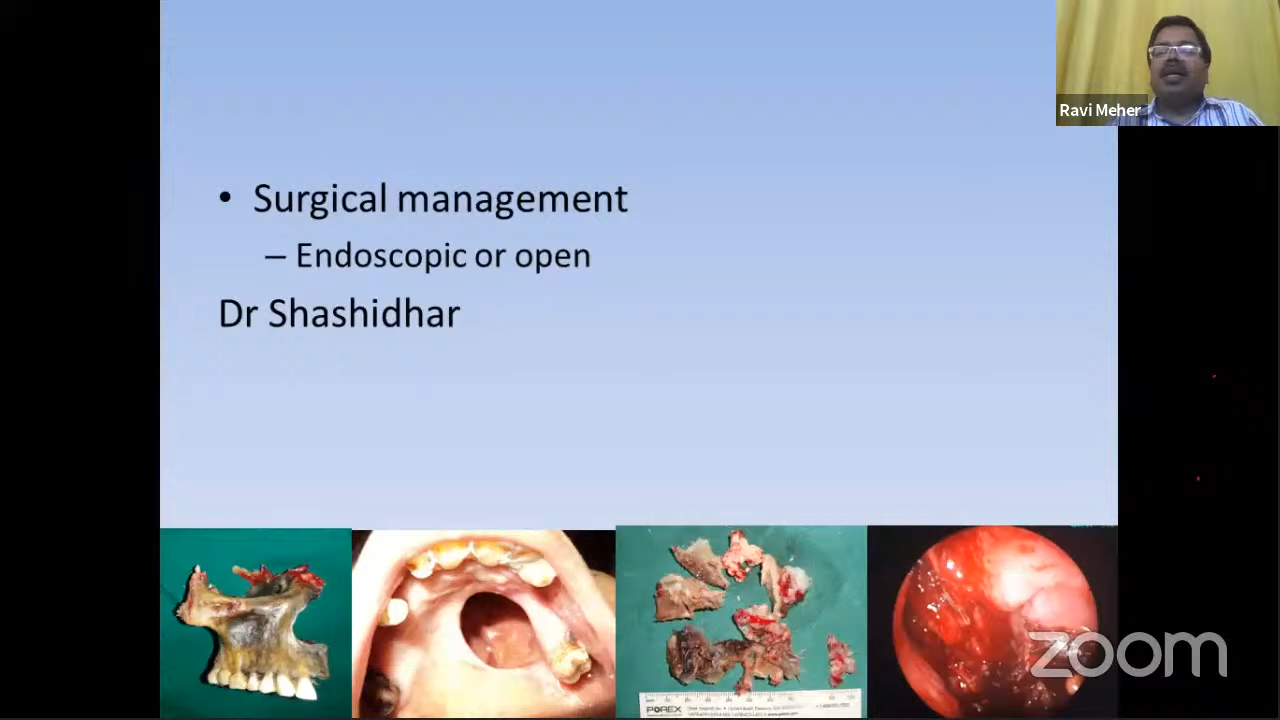 Ravi Meher
• Surgical management
– Endoscopic or open
Dr Shashidhar
POREX
zoom